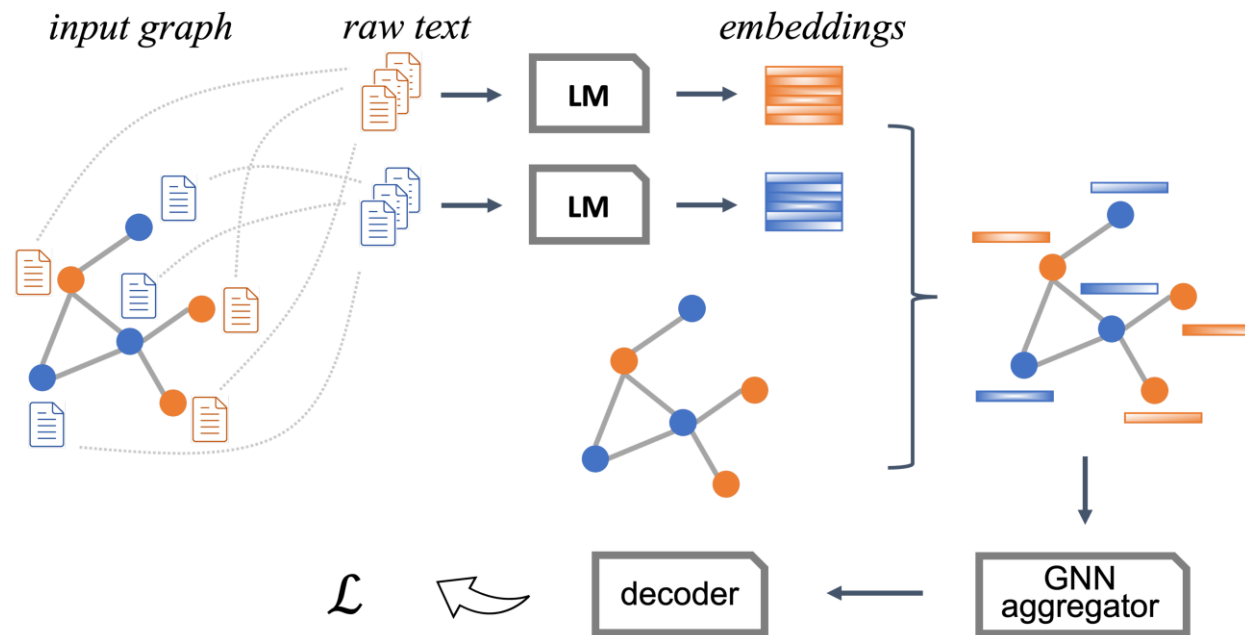 input graph
raw text
embeddings
LM
LM
ℒ
decoder
GNN
aggregator